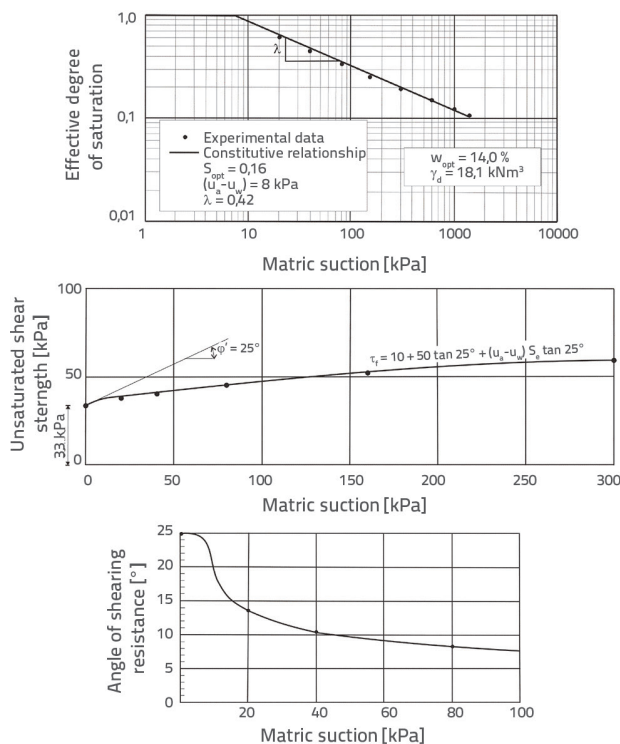 1,0
0,1
0,01
Effective degree
of saturation
λ
• Experimental data
— Constitutive relationship
S_opt = 0,16
(u_a-u_w) = 8 kPa
λ = 0,42
w_opt = 14,0 %
γ_d = 18,1 kNm³
1 10 100 1000 10000
Matric suction [kPa]
100
50
0
Unsaturated shear
sterngth [kPa]
33 kPa
φ' = 25°
τ_f = 10 + 50 tan 25° + (u_a-u_w) S_e tan 25°
0 50 100 150 200 250 300
Matric suction [kPa]
25
20
15
10
5
0
Angle of shearing
resistance [°]
20 40 60 80 100
Matric suction [kPa]